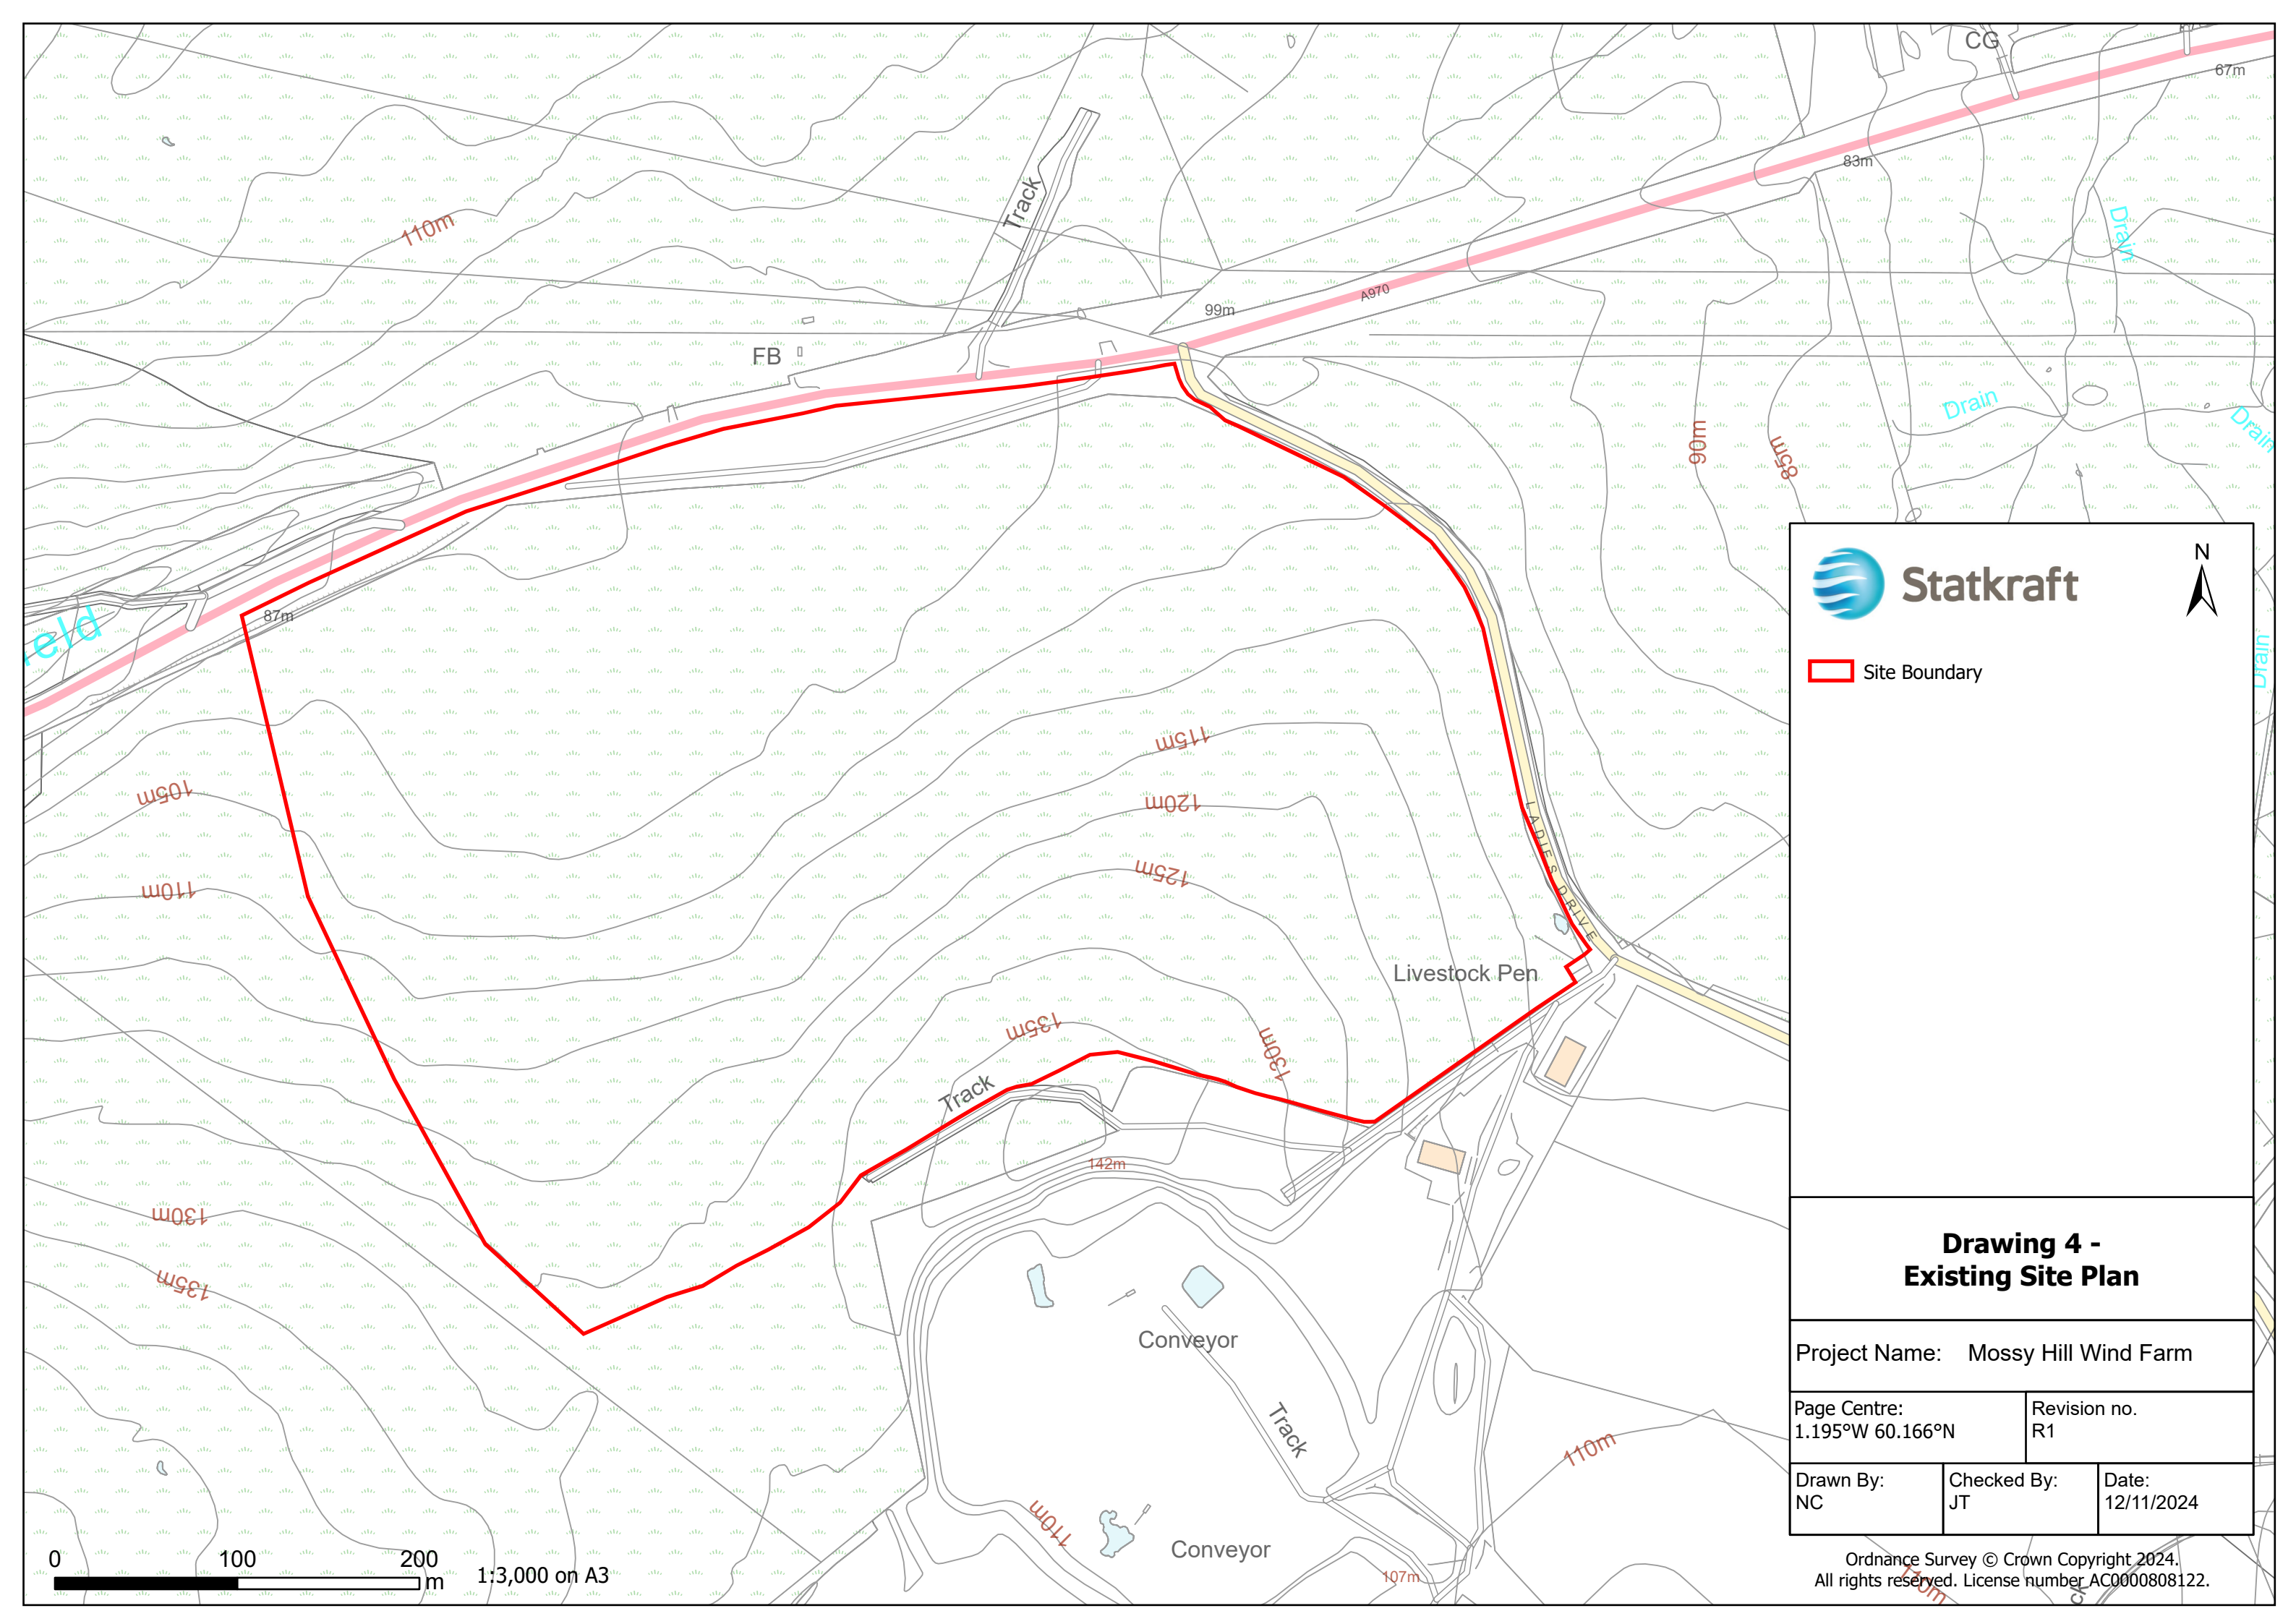 CG
67m
83m
Track
110m
99m
A970
FB
Drain
Drain
Drain
90m
85m
Statkraft
N
87m
eld
Drain
Site Boundary
115m
105m
120m
LADIES DRIVE
125m
110m
Livestock Pen
135m
130m
Track
142m
130m
135m
Conveyor
Track
110m
110m
Conveyor
107m
110m
Drawing 4 -
Existing Site Plan
Project Name: Mossy Hill Wind Farm
Page Centre:
1.195°W 60.166°N
Revision no.
R1
Drawn By:
NC
Checked By:
JT
Date:
12/11/2024
0 100 200 m
1:3,000 on A3
Ordnance Survey © Crown Copyright 2024.
All rights reserved. License number AC0000808122.